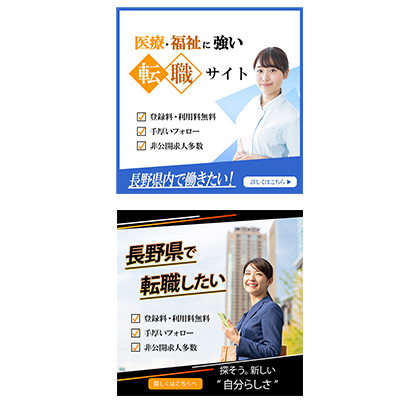 医療・福祉に強い
転職サイト
登録料・利用料無料
手厚いフォロー
非公開求人多数
長野県内で働きたい！
詳しくはこちら ▶
長野県で
転職したい
登録料・利用料無料
手厚いフォロー
非公開求人多数
探そう。新しい
“自分らしさ”
詳しくはこちらへ